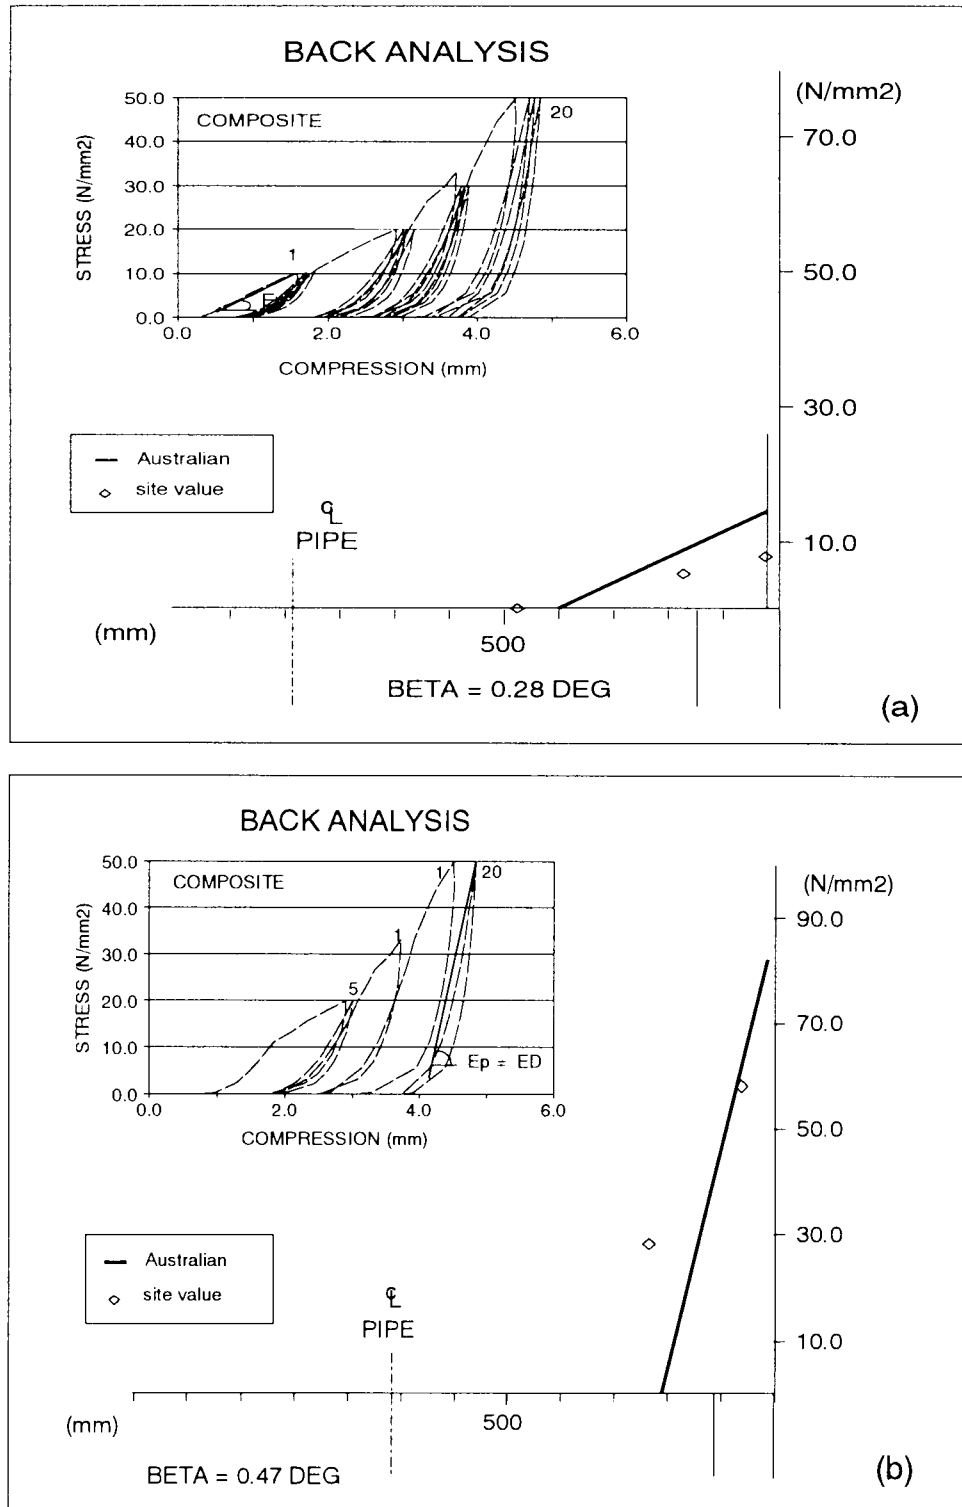 BACK ANALYSIS
(N/mm2)
50.0
COMPOSITE
20
40.0
70.0
30.0
STRESS (N/mm2)
20.0
1
10.0
50.0
E
0.0
0.0 2.0 4.0 6.0
COMPRESSION (mm)
30.0
Australian
site value
CL
PIPE
10.0
(mm)
500
BETA = 0.28 DEG
(a)
BACK ANALYSIS
50.0
COMPOSITE
1
20
(N/mm2)
40.0
90.0
1
30.0
STRESS (N/mm2)
5
20.0
70.0
10.0
Ep = ED
0.0
0.0 2.0 4.0 6.0
COMPRESSION (mm)
50.0
30.0
Australian
site value
CL
PIPE
10.0
(mm)
500
BETA = 0.47 DEG
(b)